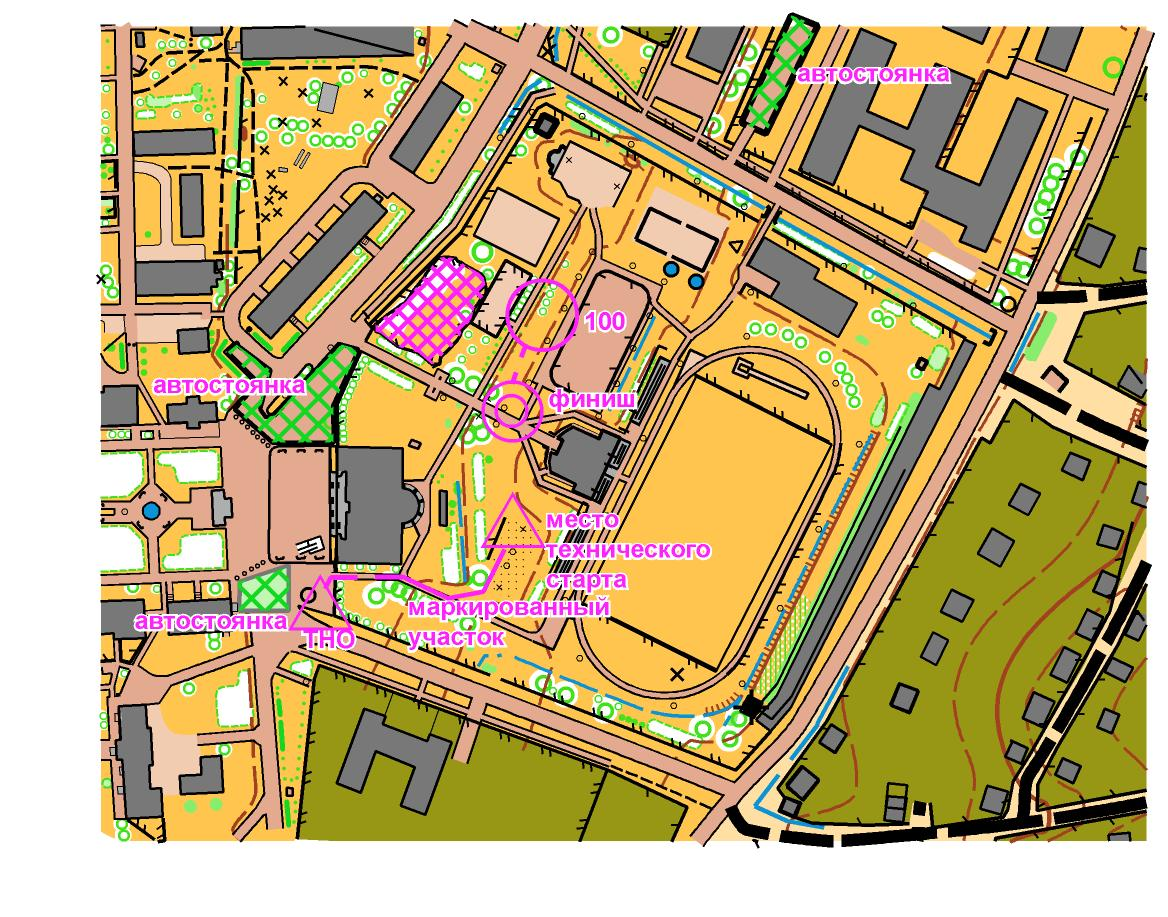 автостоянка
100
автостоянка
финиш
место
технического
старта
маркированный
участок
автостоянка
ТНО